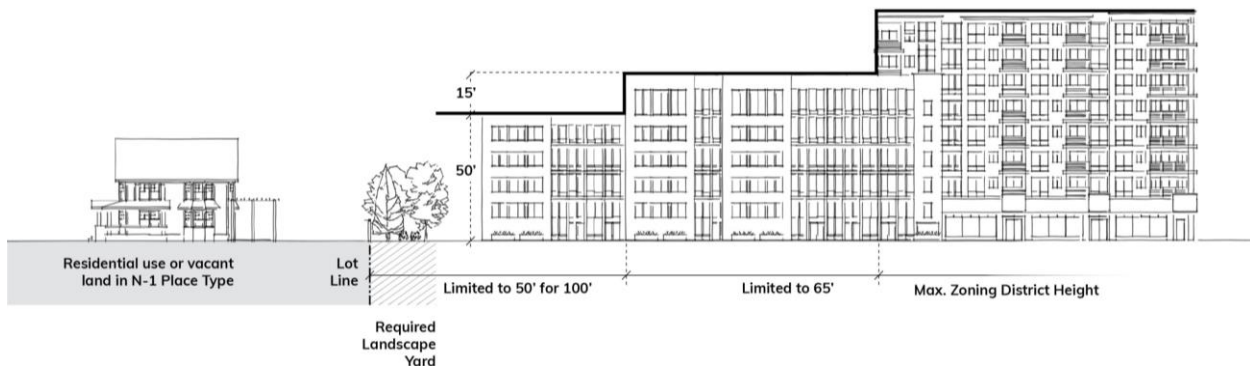 15'
50'
Residential use or vacant
land in N-1 Place Type
Lot
Line
Limited to 50' for 100'
Limited to 65'
Max. Zoning District Height
Required
Landscape
Yard